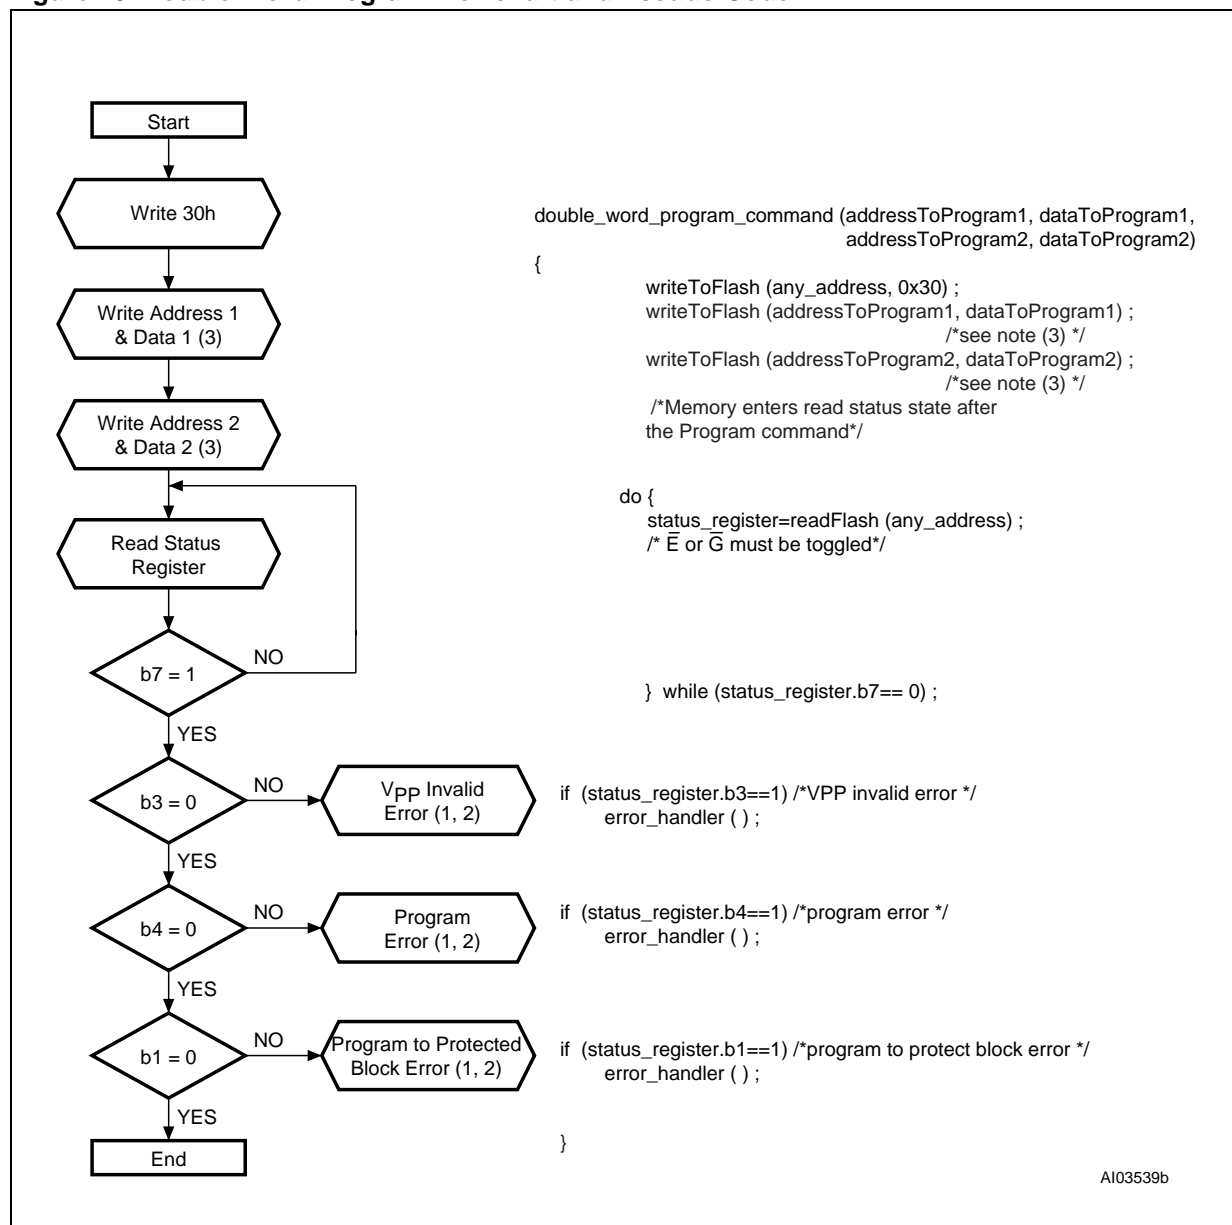 Start
Write 30h
Write Address 1
& Data 1 (3)
Write Address 2
& Data 2 (3)
Read Status
Register
b7 = 1
NO
YES
b3 = 0
NO
VPP Invalid
Error (1, 2)
YES
b4 = 0
NO
Program
Error (1, 2)
YES
b1 = 0
NO
Program to Protected
Block Error (1, 2)
YES
End
double_word_program_command (addressToProgram1, dataToProgram1,
addressToProgram2, dataToProgram2)
{
writeToFlash (any_address, 0x30) ;
writeToFlash (addressToProgram1, dataToProgram1) ;
/*see note (3) */
writeToFlash (addressToProgram2, dataToProgram2) ;
/*see note (3) */
/*Memory enters read status state after
the Program command*/
do {
status_register=readFlash (any_address) ;
/* E̅ or G̅ must be toggled*/
} while (status_register.b7== 0) ;
if (status_register.b3==1) /*VPP invalid error */
error_handler ( ) ;
if (status_register.b4==1) /*program error */
error_handler ( ) ;
if (status_register.b1==1) /*program to protect block error */
error_handler ( ) ;
}
AI03539b